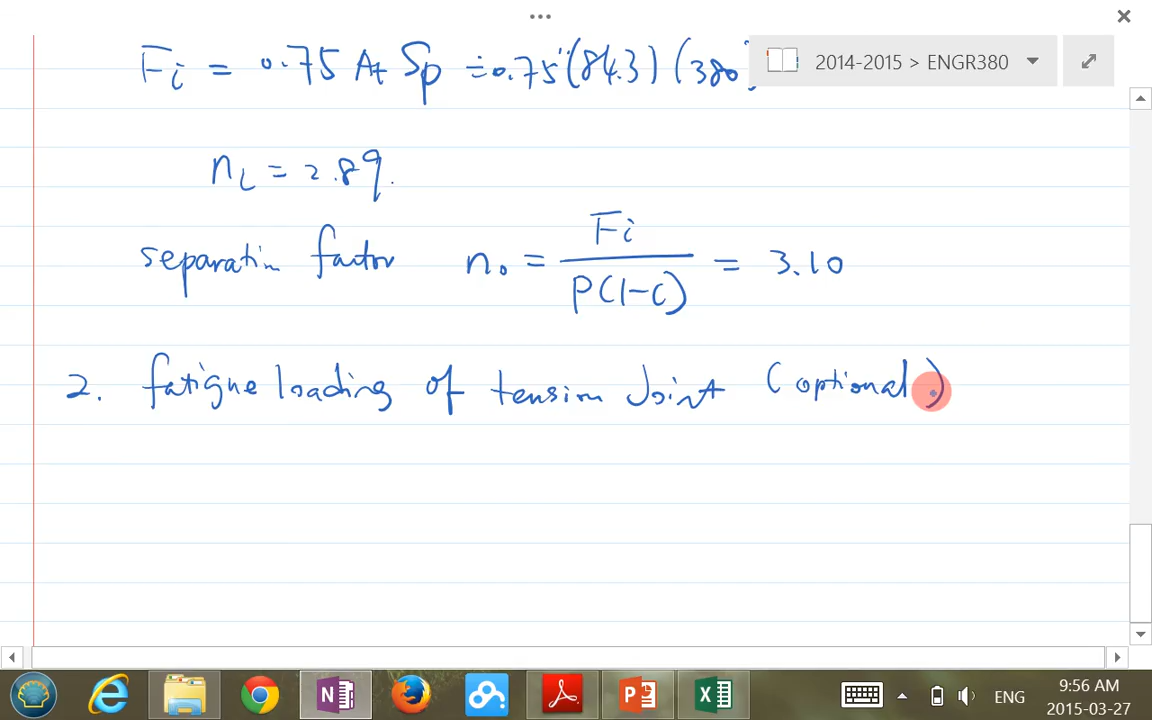 2014-2015 > ENGR380
Fi = 0.75 At Sp = 0.75 (84.3) (380
nL = 2.89.
separatin factor n0 = Fi / P(1-C) = 3.10
2. fatigue loading of tension Joint (optional)
ENG
9:56 AM
2015-03-27